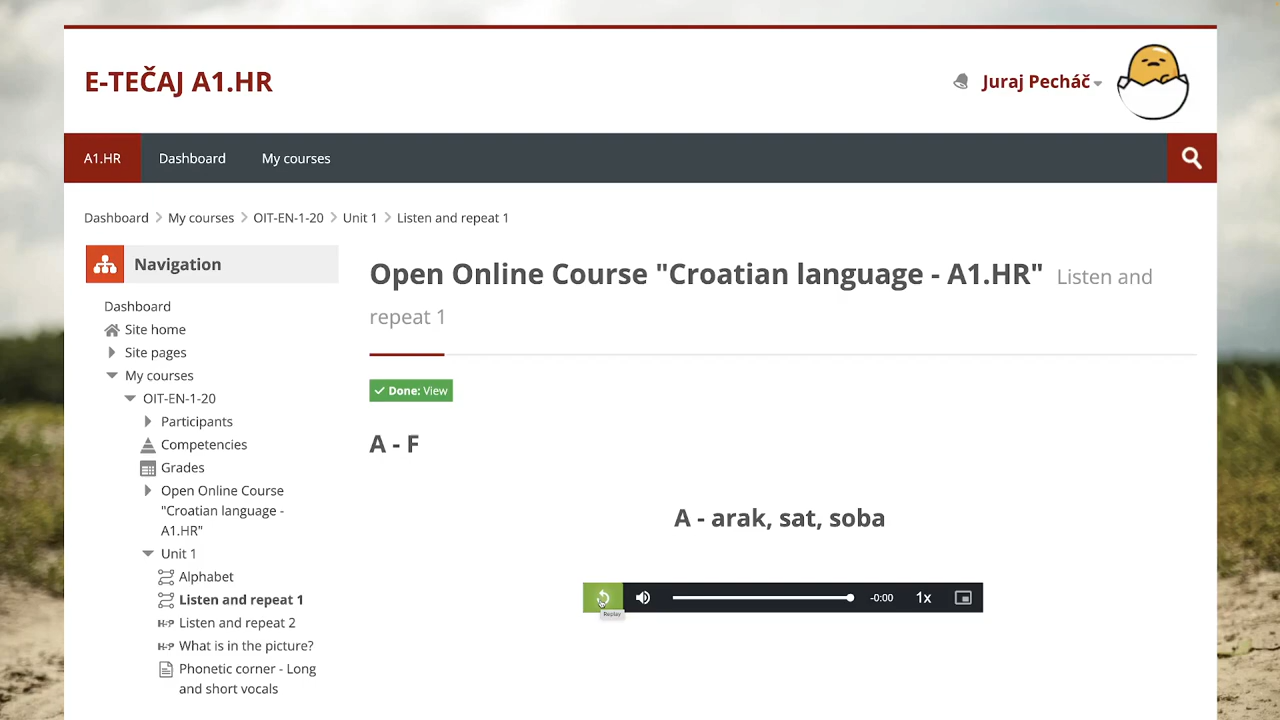 E-TEČAJ A1.HR
Juraj Pecháč
A1.HR Dashboard My courses
Dashboard My courses OIT-EN-1-20 Unit 1 Listen and repeat 1
Navigation
Dashboard
Site home
Site pages
My courses
OIT-EN-1-20
Participants
Competencies
Grades
Open Online Course
"Croatian language -
A1.HR"
Unit 1
Alphabet
Listen and repeat 1
H-P Listen and repeat 2
H-P What is in the picture?
Phonetic corner - Long
and short vocals
Open Online Course "Croatian language - A1.HR" Listen and
repeat 1
Done: View
A - F
A - arak, sat, soba
-0:00 1x
Replay